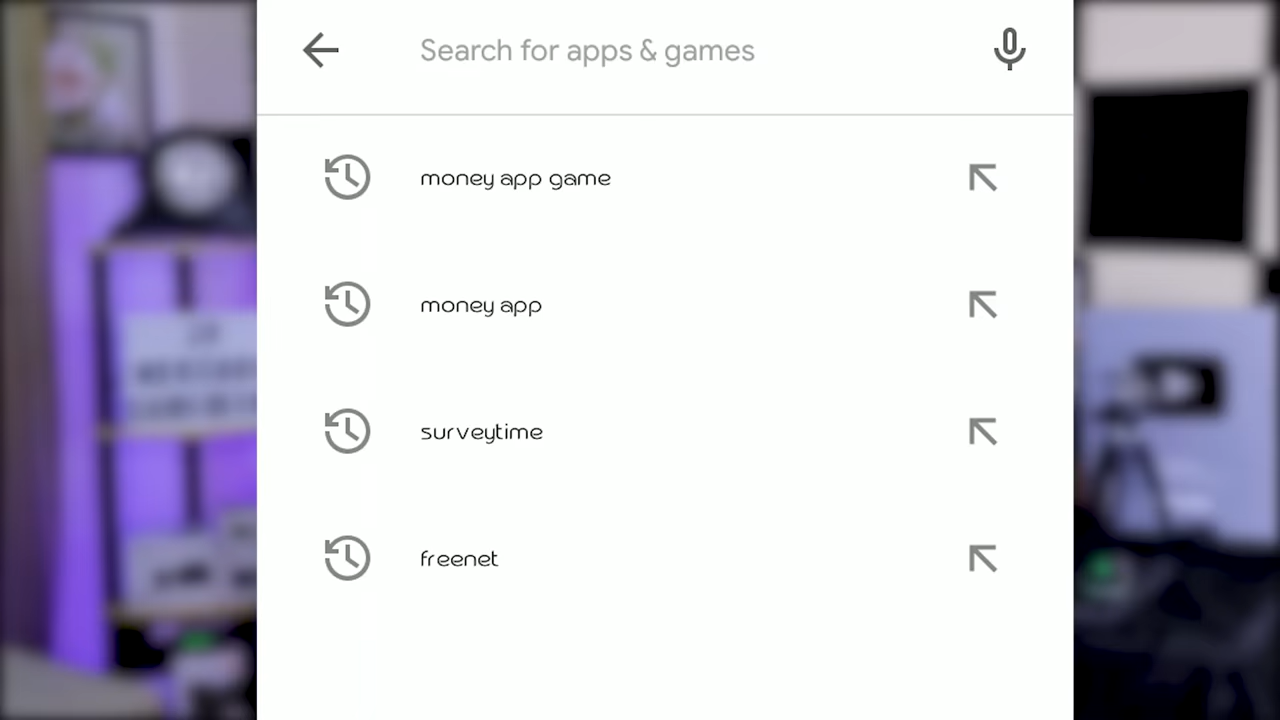 Search for apps & games
money app game
money app
surveytime
freenet